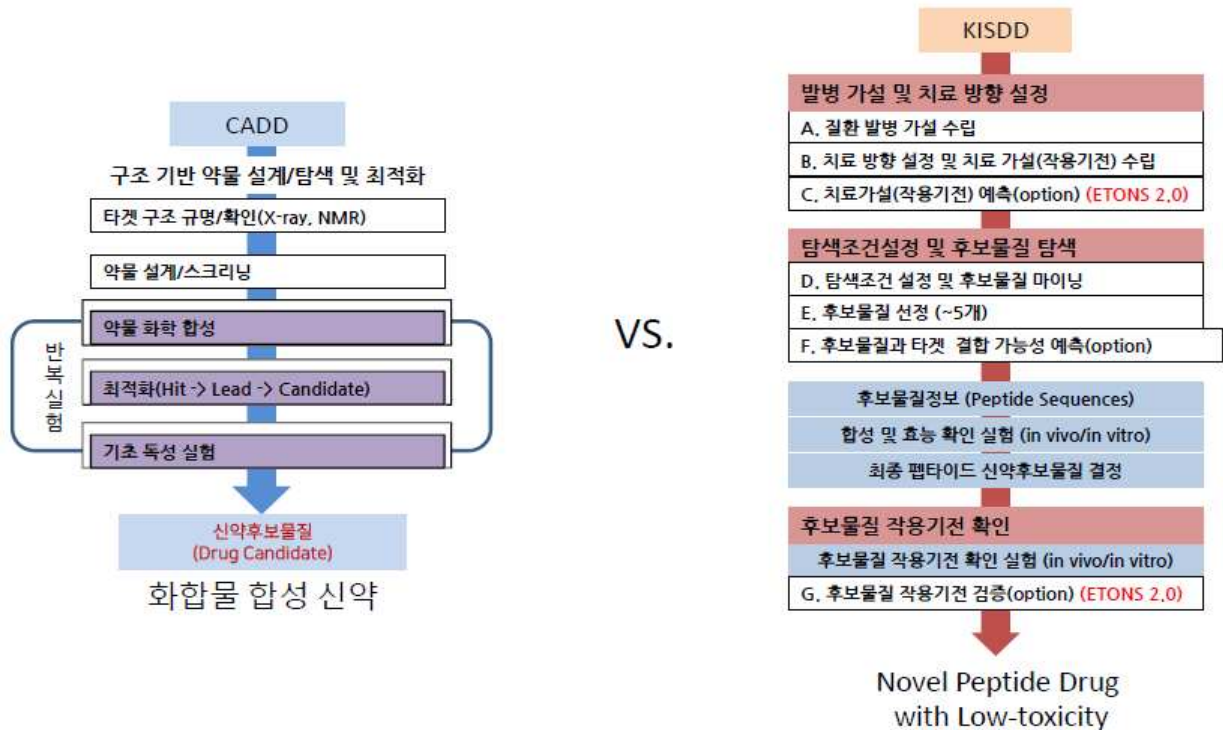 CADD
구조 기반 약물 설계/탐색 및 최적화
타겟 구조 규명/확인(X-ray, NMR)
약물 설계/스크리닝
약물 화학 합성
최적화(Hit -> Lead -> Candidate)
기초 독성 실험
반복실험
신약후보물질
(Drug Candidate)
화합물 합성 신약
VS.
KISDD
발병 가설 및 치료 방향 설정
A. 질환 발병 가설 수립
B. 치료 방향 설정 및 치료 가설(작용기전) 수립
C. 치료가설(작용기전) 예측(option) (ETONS 2.0)
탐색조건설정 및 후보물질 탐색
D. 탐색조건 설정 및 후보물질 마이닝
E. 후보물질 선정 (~5개)
F. 후보물질과 타겟 결합 가능성 예측(option)
후보물질정보 (Peptide Sequences)
합성 및 효능 확인 실험 (in vivo/in vitro)
최종 펩타이드 신약후보물질 결정
후보물질 작용기전 확인
후보물질 작용기전 확인 실험 (in vivo/in vitro)
G. 후보물질 작용기전 검증(option) (ETONS 2.0)
Novel Peptide Drug
with Low-toxicity